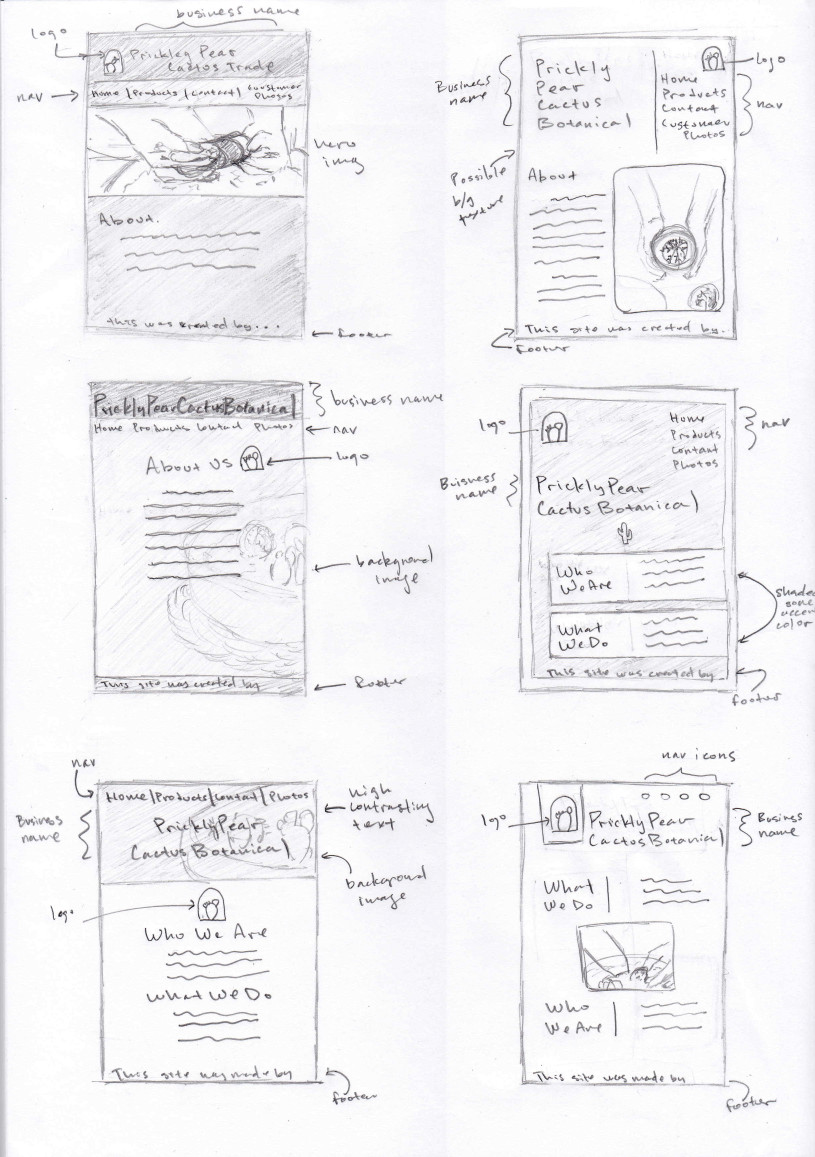 business name
logo
Prickley Pear
Cactus Trade
nav
Home | Products | Contact | Customer
Photos
hero
img
About.
this was created by...
footer
Business
name
Prickly
Pear
Cactus
Botanical
logo
Home
Products
Contact
Customer
Photos
nav
Possible
b/g
texture
About
This site was created by..
footer
PricklyPearCactusBotanical
business name
Home Products Contact Photos
nav
About Us
logo
background
image
This site was created by
footer
logo
Home
Products
Contact
Photos
nav
Buisness
name
PricklyPear
Cactus Botanical
Who
We Are
What
We Do
shaded
some
accent
color
This site was created by
footer
nav
Home|Products|Contact|Photos
high
contrasting
text
Business
name
PricklyPear
Cactus Botanical
background
image
logo
Who We Are
What We Do
This site was made by
footer
nav icons
logo
PricklyPear
Cactus Botanical
Business
name
What
We Do
Who
We Are
This site was made by
footer